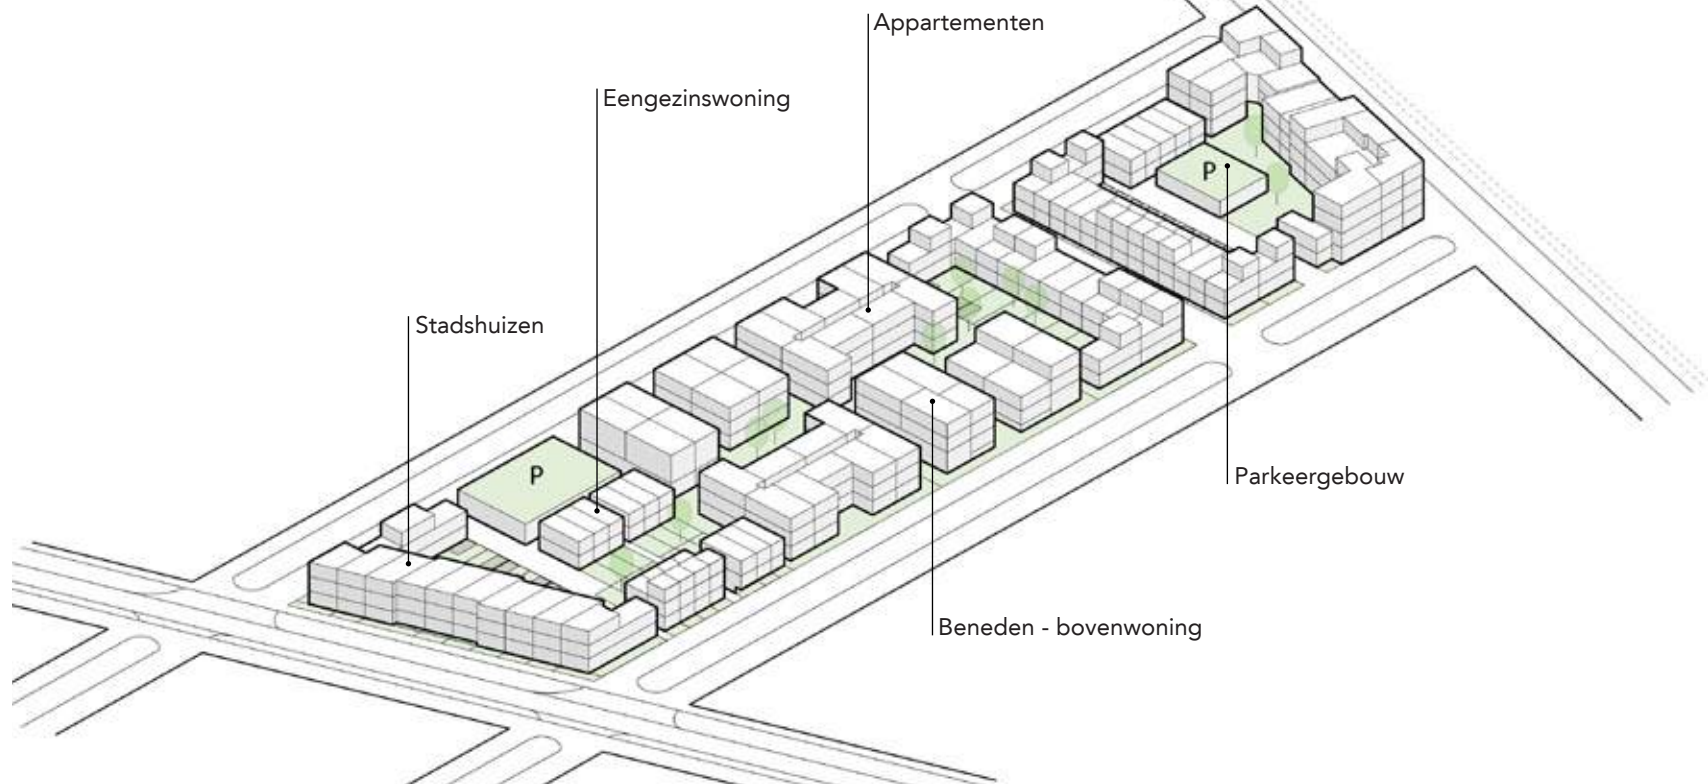 Appartementen
Eengezinswoning
P
Stadshuizen
P
Parkeergebouw
Beneden - bovenwoning